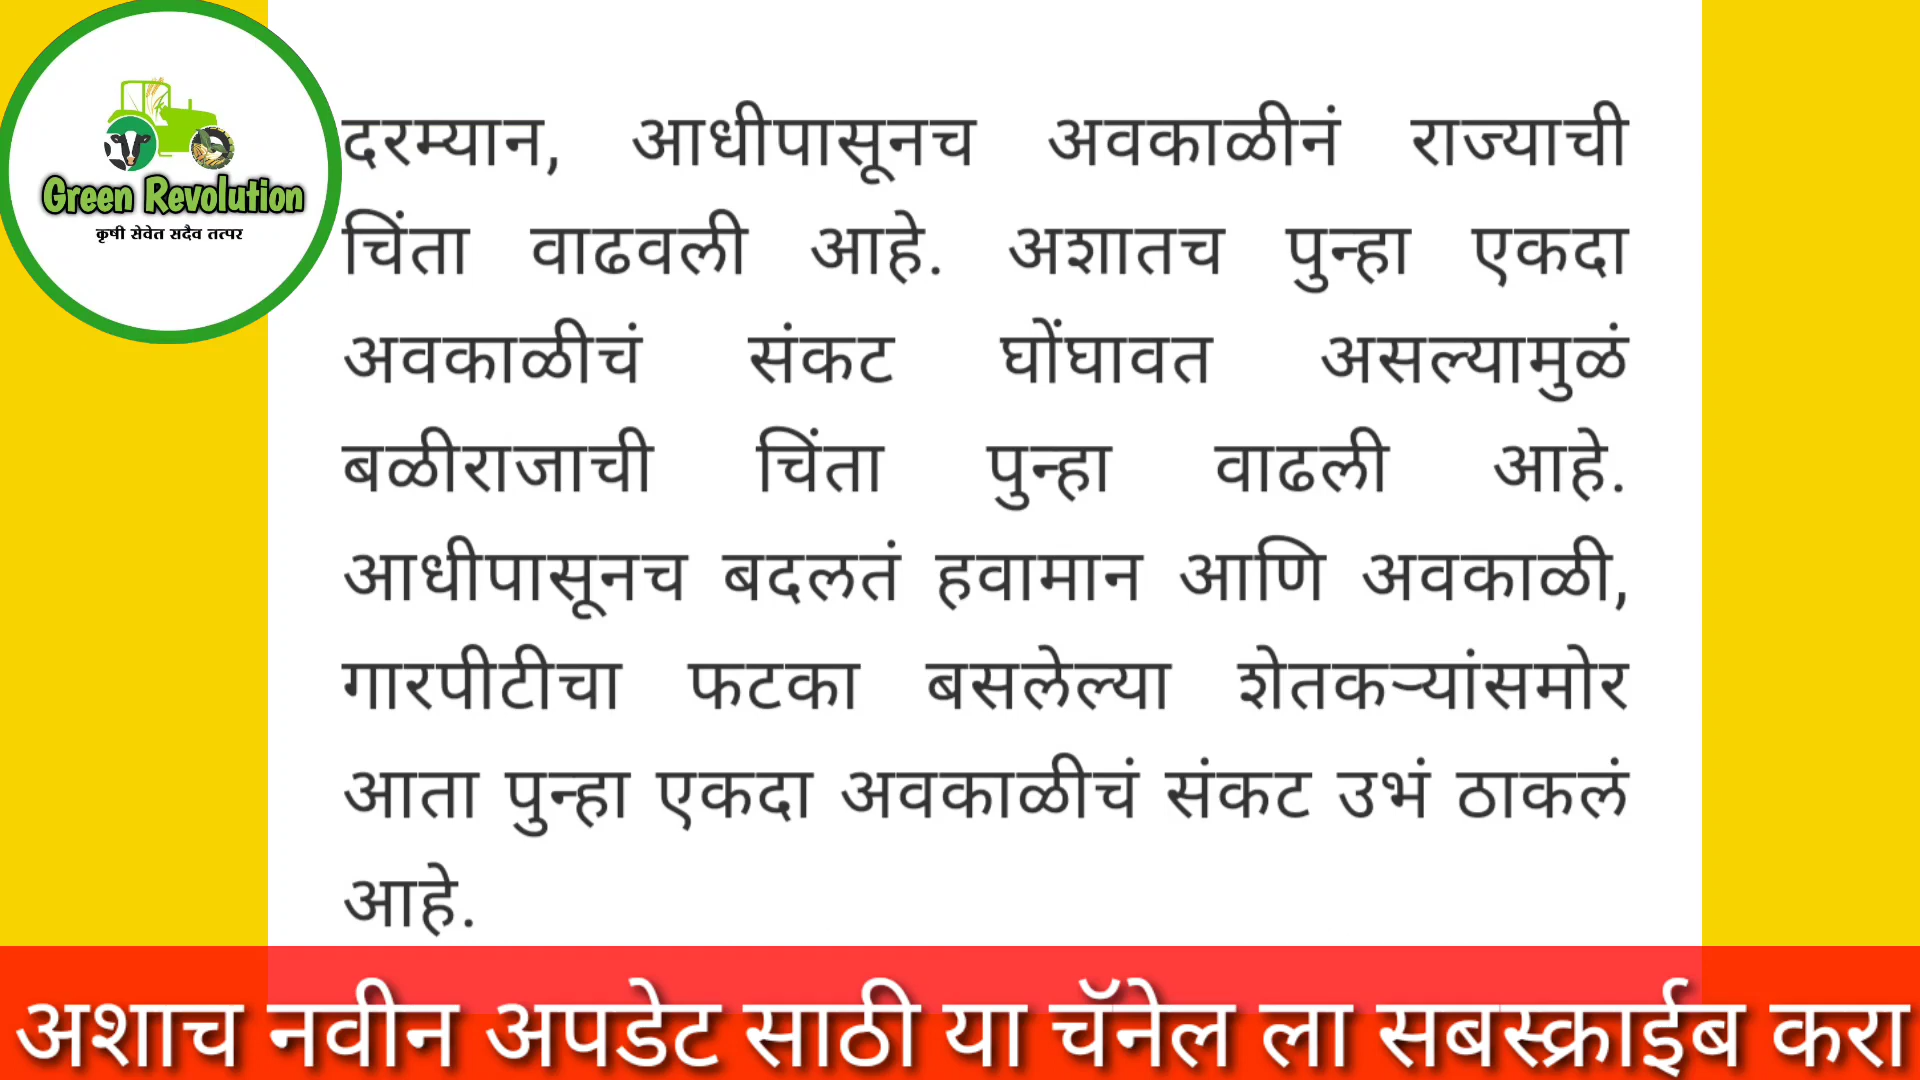 Green Revolution
कृषी सेवेत सदैव तत्पर
दरम्यान, आधीपासूनच अवकाळीनं राज्याची
चिंता वाढवली आहे. अशातच पुन्हा एकदा
अवकाळीचं संकट घोंघावत असल्यामुळं
बळीराजाची चिंता पुन्हा वाढली आहे.
आधीपासूनच बदलतं हवामान आणि अवकाळी,
गारपीटीचा फटका बसलेल्या शेतकऱ्यांसमोर
आता पुन्हा एकदा अवकाळीचं संकट उभं ठाकलं
आहे.
अशाच नवीन अपडेट साठी या चॅनेल ला सबस्क्राईब करा